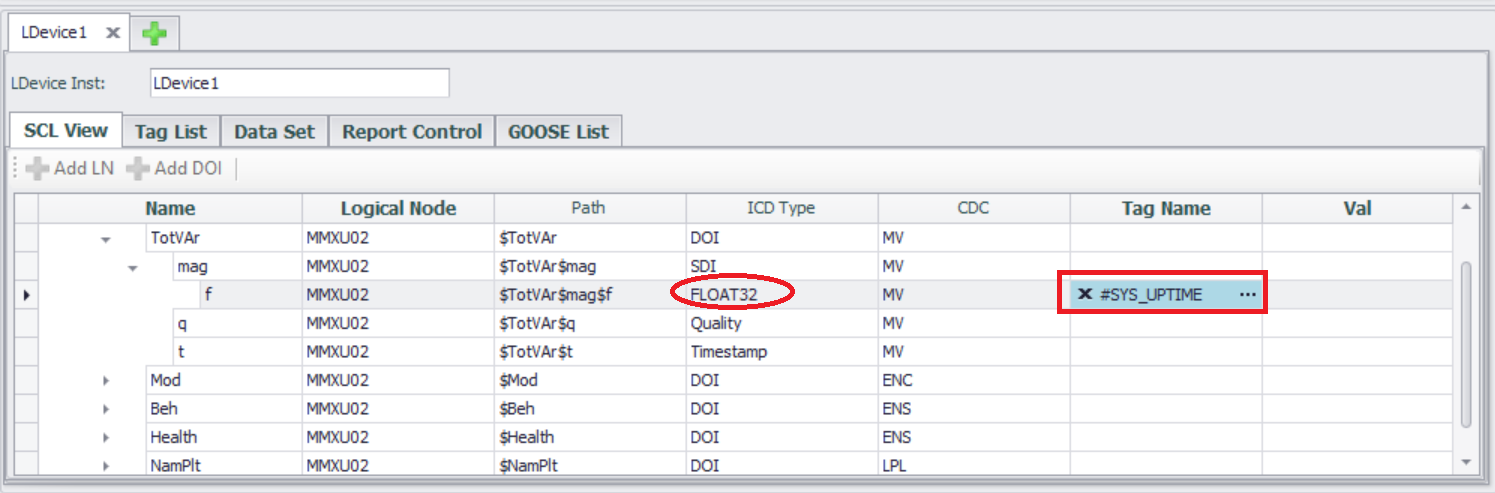 LDevice1
LDevice Inst: LDevice1
SCL View Tag List Data Set Report Control GOOSE List
Add LN Add DOI
Name Logical Node Path ICD Type CDC Tag Name Val
TotVAr MMXU02 $TotVAr DOI MV
mag MMXU02 $TotVAr$mag SDI MV
f MMXU02 $TotVAr$mag$f FLOAT32 MV #SYS_UPTIME ...
q MMXU02 $TotVAr$q Quality MV
t MMXU02 $TotVAr$t Timestamp MV
Mod MMXU02 $Mod DOI ENC
Beh MMXU02 $Beh DOI ENS
Health MMXU02 $Health DOI ENS
NamPlt MMXU02 $NamPlt DOI LPL